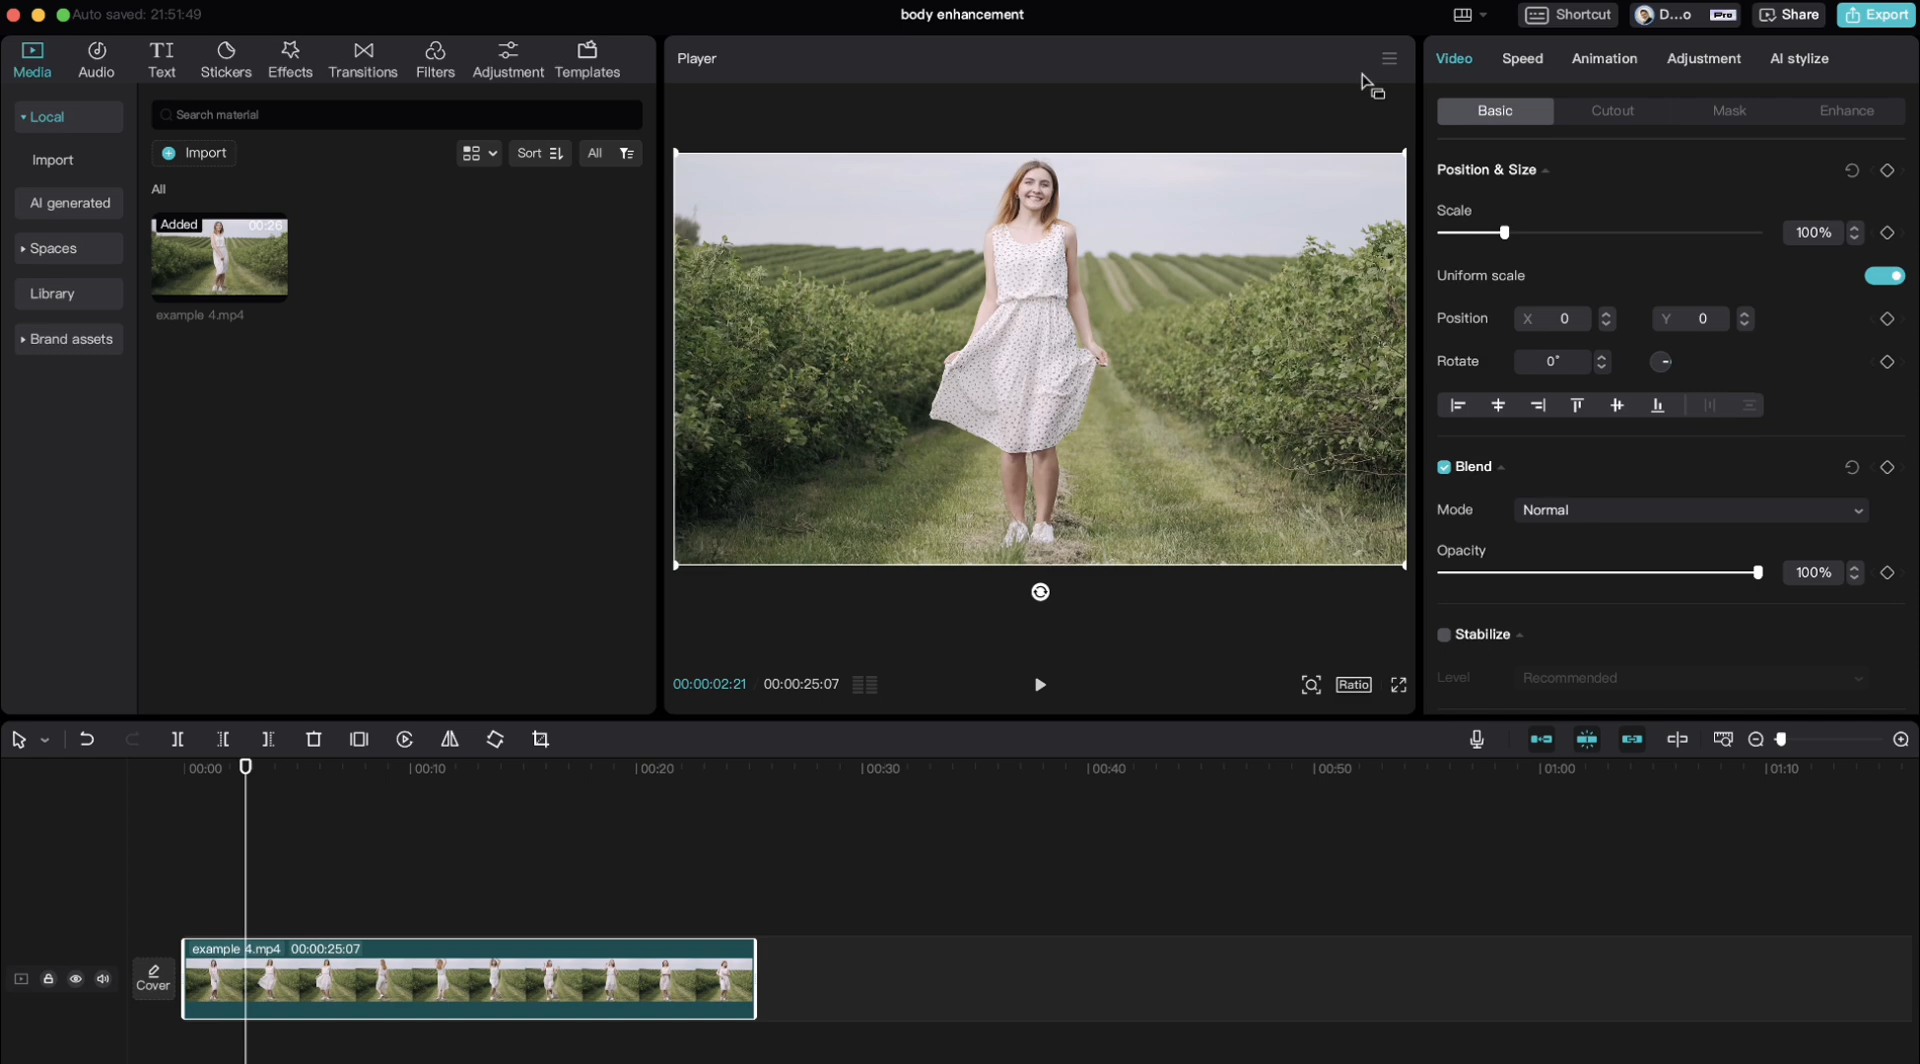 Auto saved: 21:51:49
body enhancement
Shortcut
D...o
Pro
Share
Export
Media
Audio
Text
Stickers
Effects
Transitions
Filters
Adjustment
Templates
Local
Import
AI generated
Spaces
Library
Brand assets
Search material
Import
Sort
All
All
Added
00:26
example 4.mp4
Player
00:00:02:21
00:00:25:07
Ratio
Video
Speed
Animation
Adjustment
AI stylize
Basic
Cutout
Mask
Enhance
Position & Size
Scale
100%
Uniform scale
Position
X 0
Y 0
Rotate
0°
Blend
Mode
Normal
Opacity
100%
Stabilize
Level
Recommended
00:00
00:10
00:20
00:30
00:40
00:50
01:00
01:10
example 4.mp4 00:00:25:07
Cover